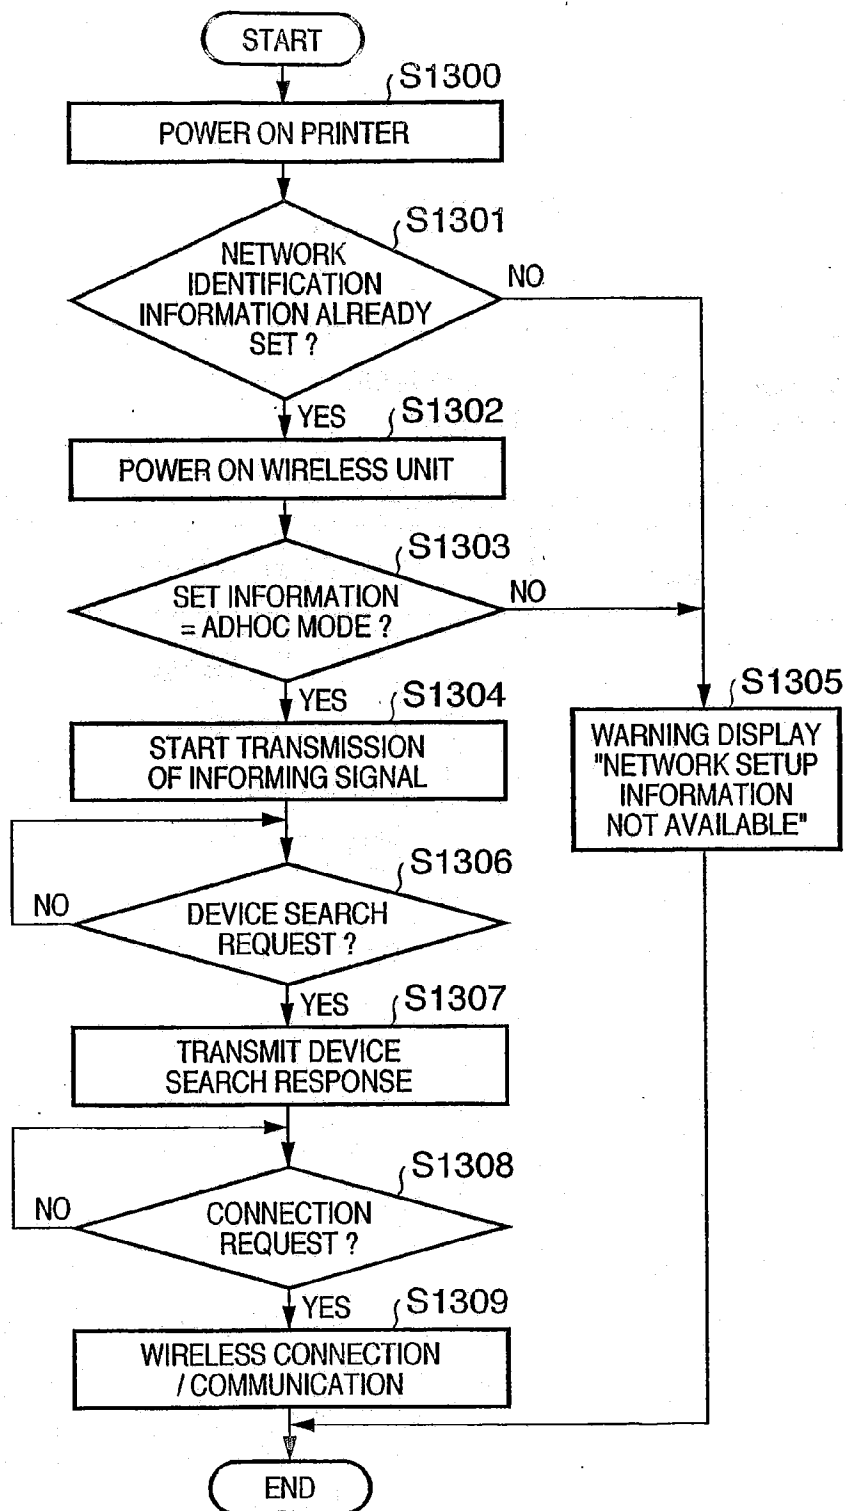 START
S1300
POWER ON PRINTER
S1301
NETWORK
IDENTIFICATION
INFORMATION ALREADY
SET ?
NO
YES
S1302
POWER ON WIRELESS UNIT
S1303
SET INFORMATION
= ADHOC MODE ?
NO
YES
S1304
START TRANSMISSION
OF INFORMING SIGNAL
S1305
WARNING DISPLAY
"NETWORK SETUP
INFORMATION
NOT AVAILABLE"
S1306
DEVICE SEARCH
REQUEST ?
NO
YES
S1307
TRANSMIT DEVICE
SEARCH RESPONSE
S1308
CONNECTION
REQUEST ?
NO
YES
S1309
WIRELESS CONNECTION
/ COMMUNICATION
END